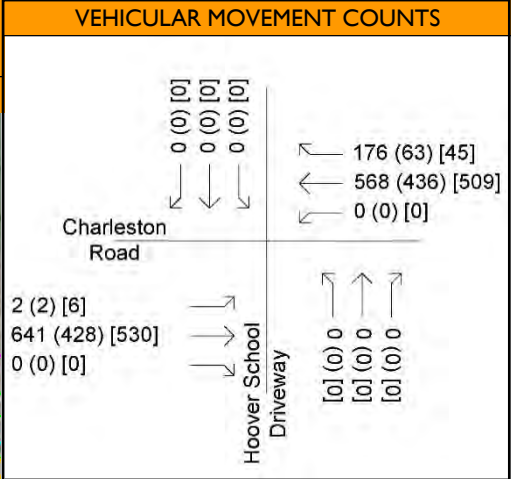 VEHICULAR MOVEMENT COUNTS
0 (0) [0]
0 (0) [0]
0 (0) [0]
176 (63) [45]
568 (436) [509]
0 (0) [0]
Charleston
Road
2 (2) [6]
641 (428) [530]
0 (0) [0]
Hoover School
Driveway
0 (0) [0]
0 (0) [0]
0 (0) [0]